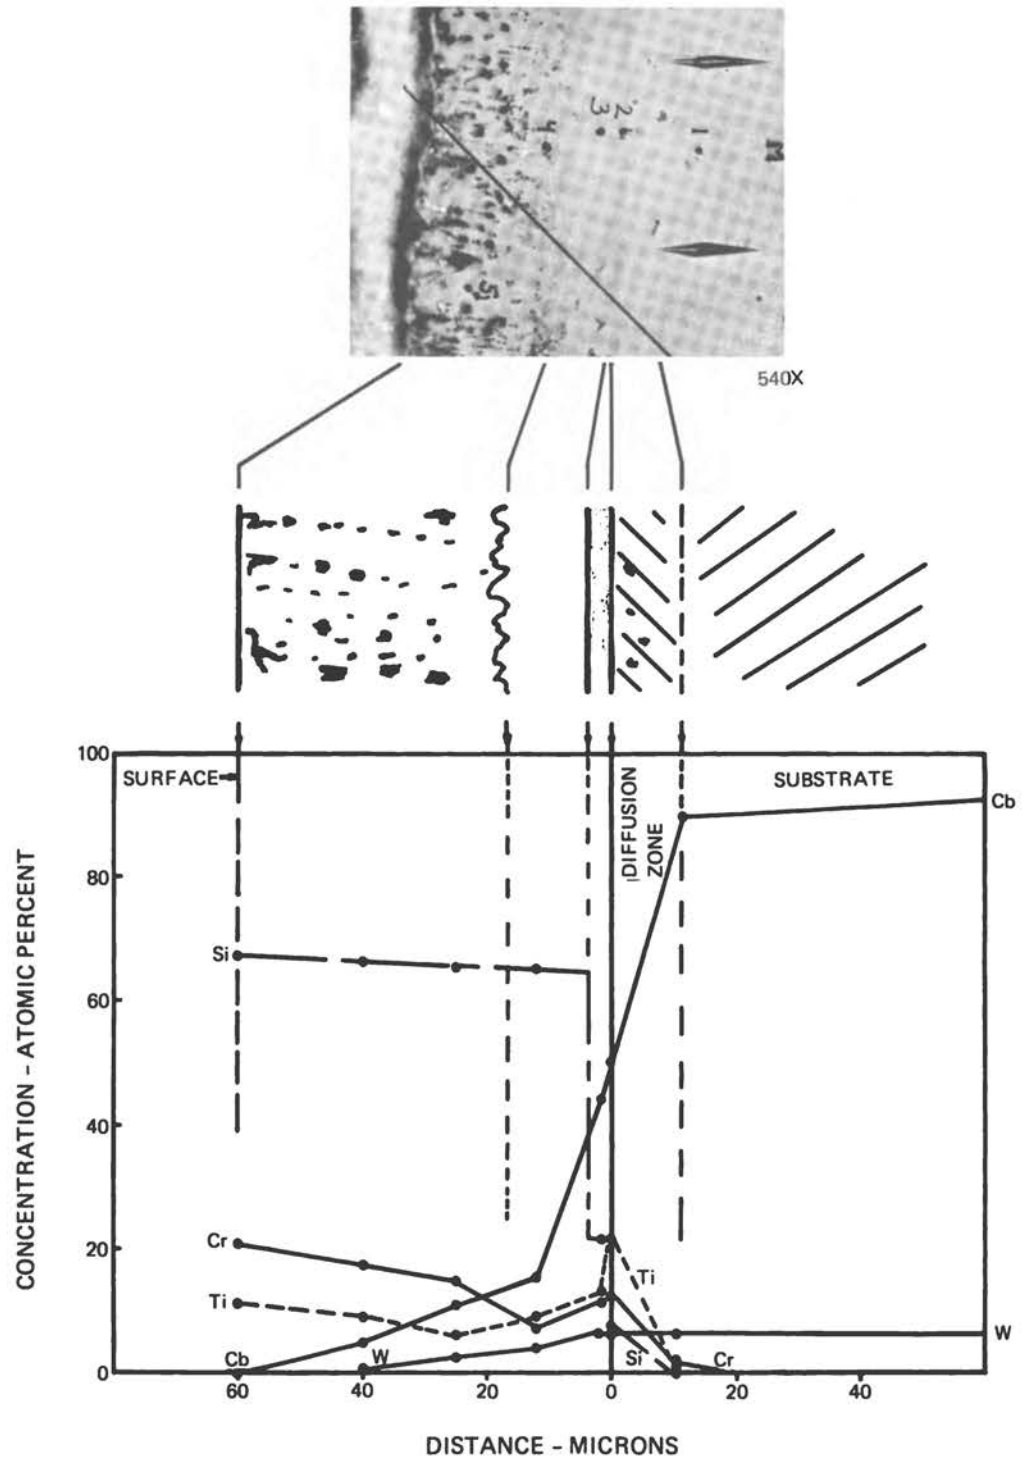 3 2 1 M
4
5
540X
100
SURFACE
DIFFUSION
ZONE
SUBSTRATE
Cb
80
Si
60
40
Cr
20
Ti
Ti
Cb
W
Si
Cr
W
0
60 40 20 0 20 40
CONCENTRATION - ATOMIC PERCENT
DISTANCE - MICRONS